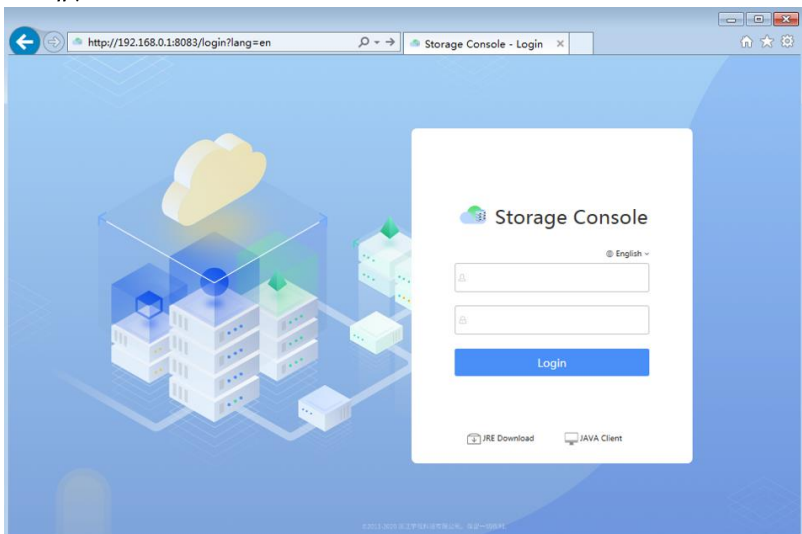 http://192.168.0.1:8083/login?lang=en
Storage Console - Login
Storage Console
English
Login
JRE Download
JAVA Client